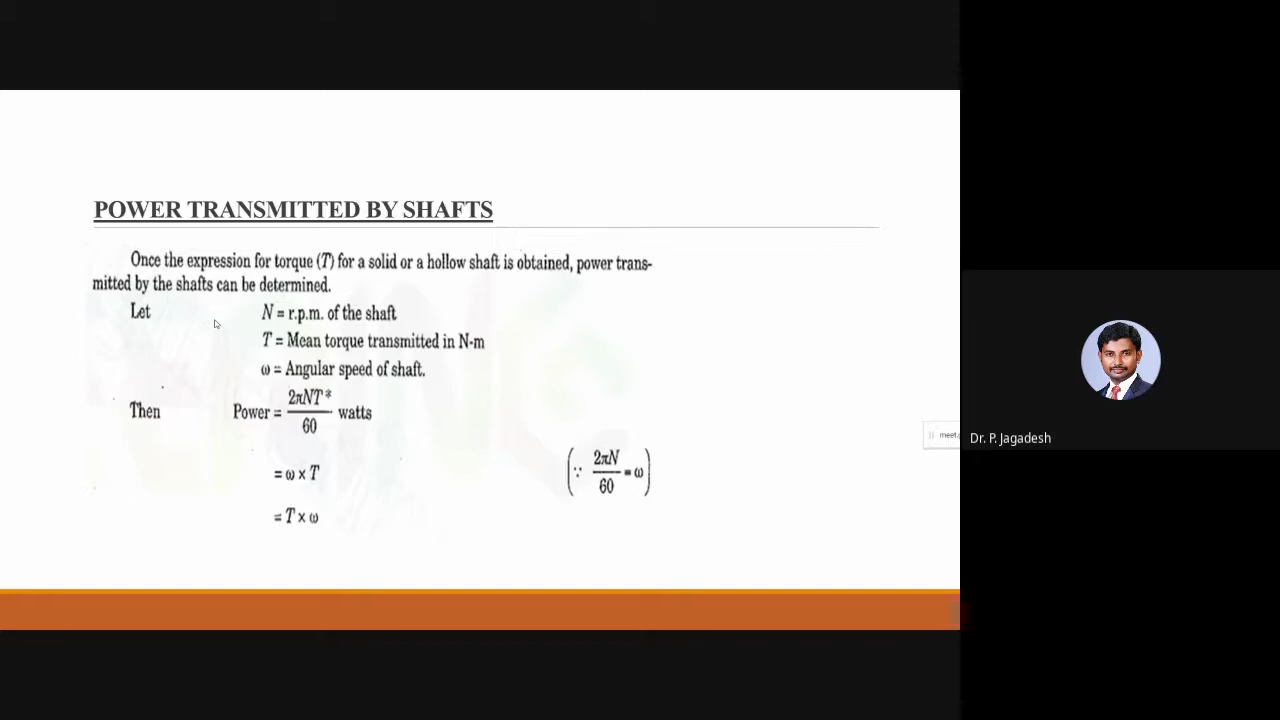 POWER TRANSMITTED BY SHAFTS
Once the expression for torque (T) for a solid or a hollow shaft is obtained, power trans-
mitted by the shafts can be determined.
Let N = r.p.m. of the shaft
T = Mean torque transmitted in N-m
ω = Angular speed of shaft.
Then Power = 2πNT* / 60 watts
= ω × T (∵ 2πN / 60 = ω)
= T × ω
meet.
Dr. P. Jagadesh